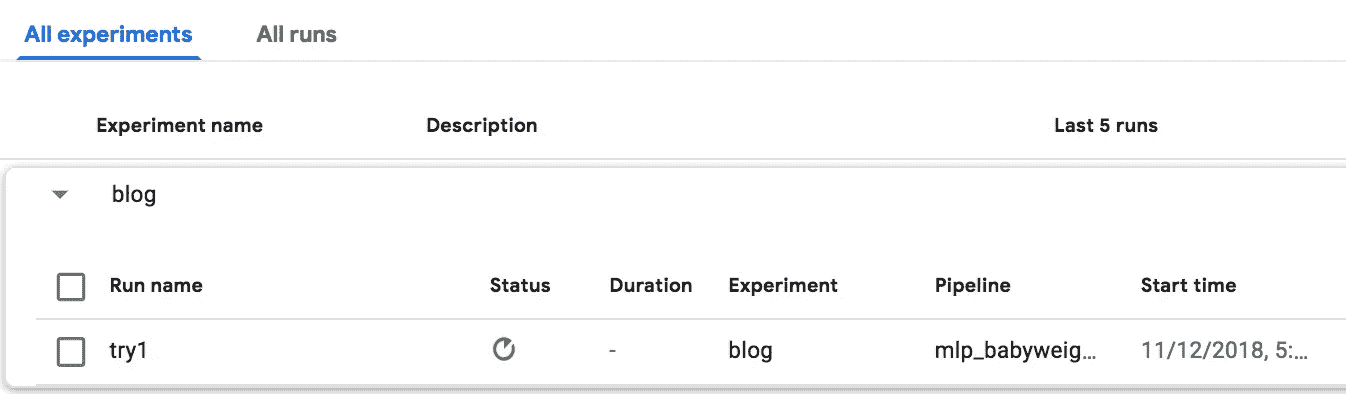 All experiments All runs
Experiment name Description Last 5 runs
blog
Run name Status Duration Experiment Pipeline Start time
try1 - blog mlp_babyweig... 11/12/2018, 5:...